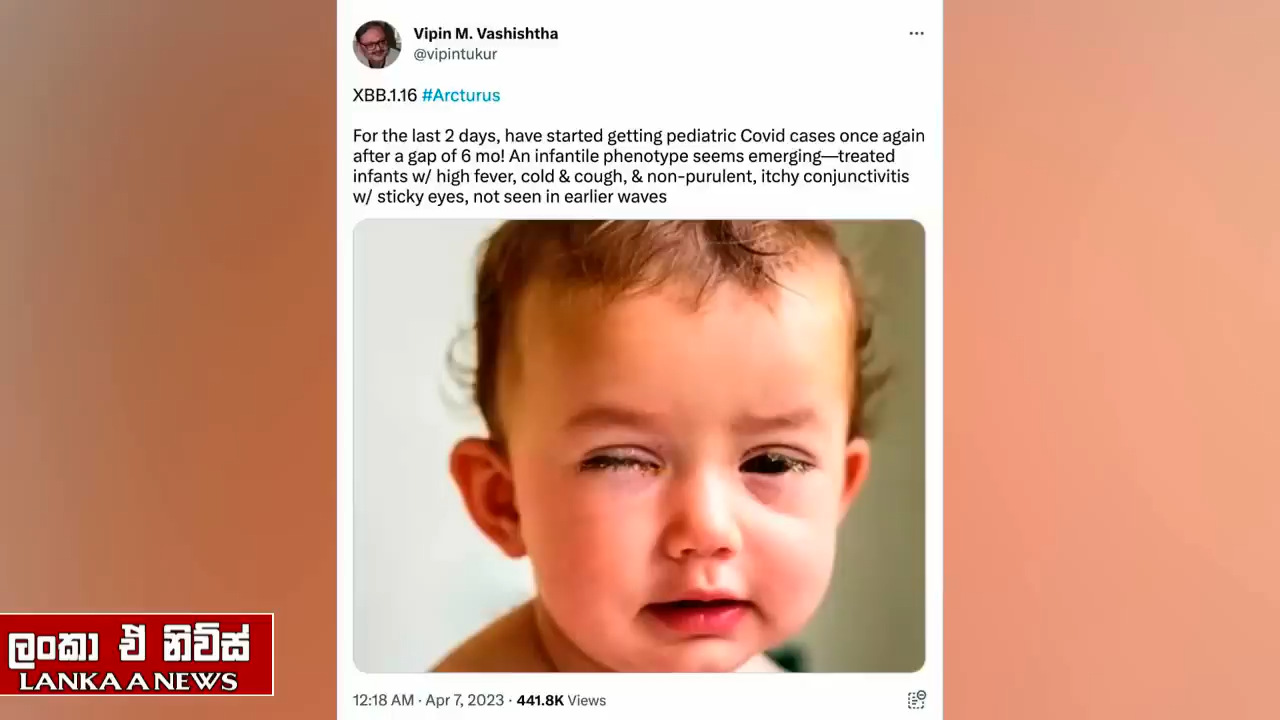 Vipin M. Vashishtha
@vipintukur
XBB.1.16 #Arcturus
For the last 2 days, have started getting pediatric Covid cases once again
after a gap of 6 mo! An infantile phenotype seems emerging—treated
infants w/ high fever, cold & cough, & non-purulent, itchy conjunctivitis
w/ sticky eyes, not seen in earlier waves
ලංකා ඒ නිව්ස්
LANKA A NEWS
12:18 AM · Apr 7, 2023 · 441.8K Views